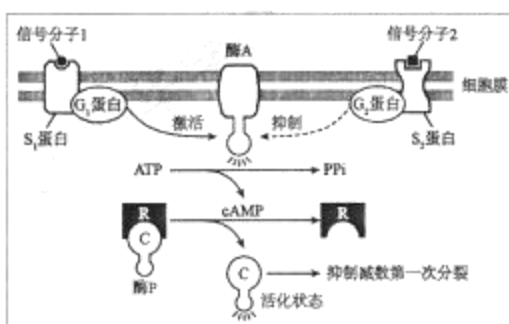 信号分子1
信号分子2
酶A
细胞膜
G₁蛋白
G₂蛋白
S₁蛋白
激活
抑制
S₂蛋白
ATP
PPi
R
cAMP
R
C
酶P
C
抑制减数第一次分裂
活化状态